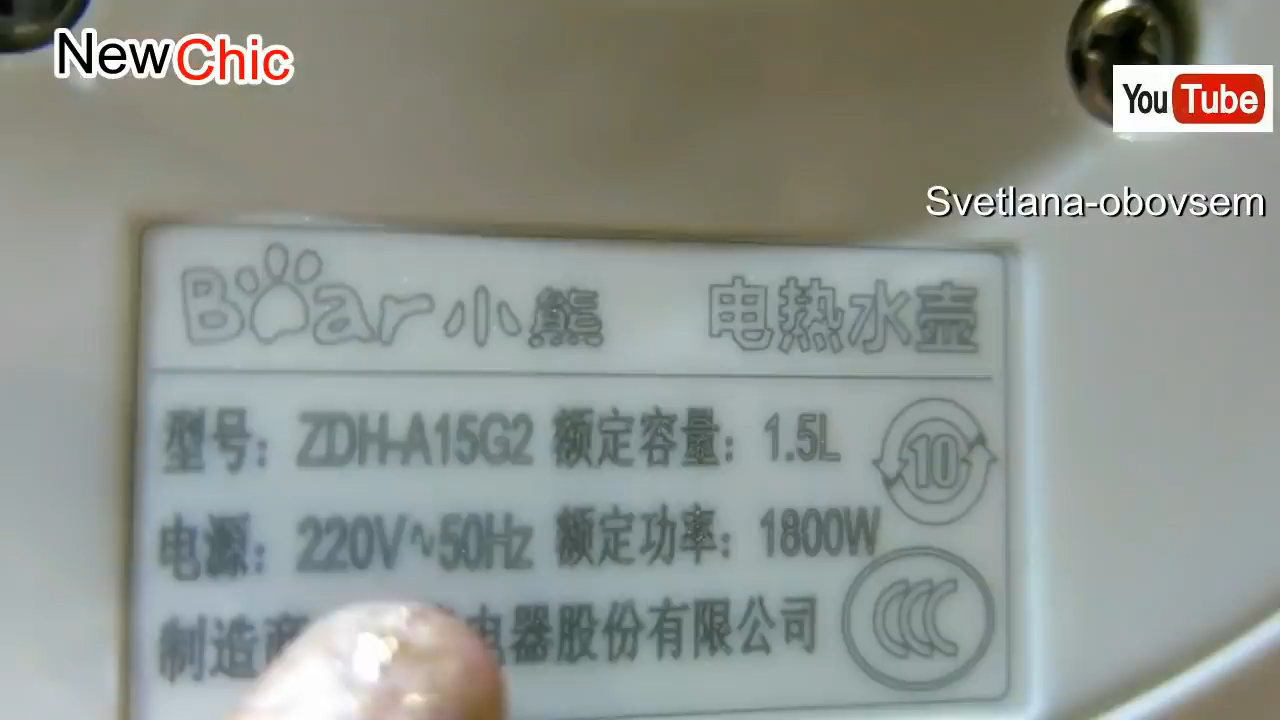 NewChic
YouTube
Svetlana-obovsem
Bear小熊 电热水壶
型号: ZDH-A15G2 额定容量: 1.5L
10
电源: 220V~50Hz 额定功率: 1800W
制造商 电器股份有限公司
CCC